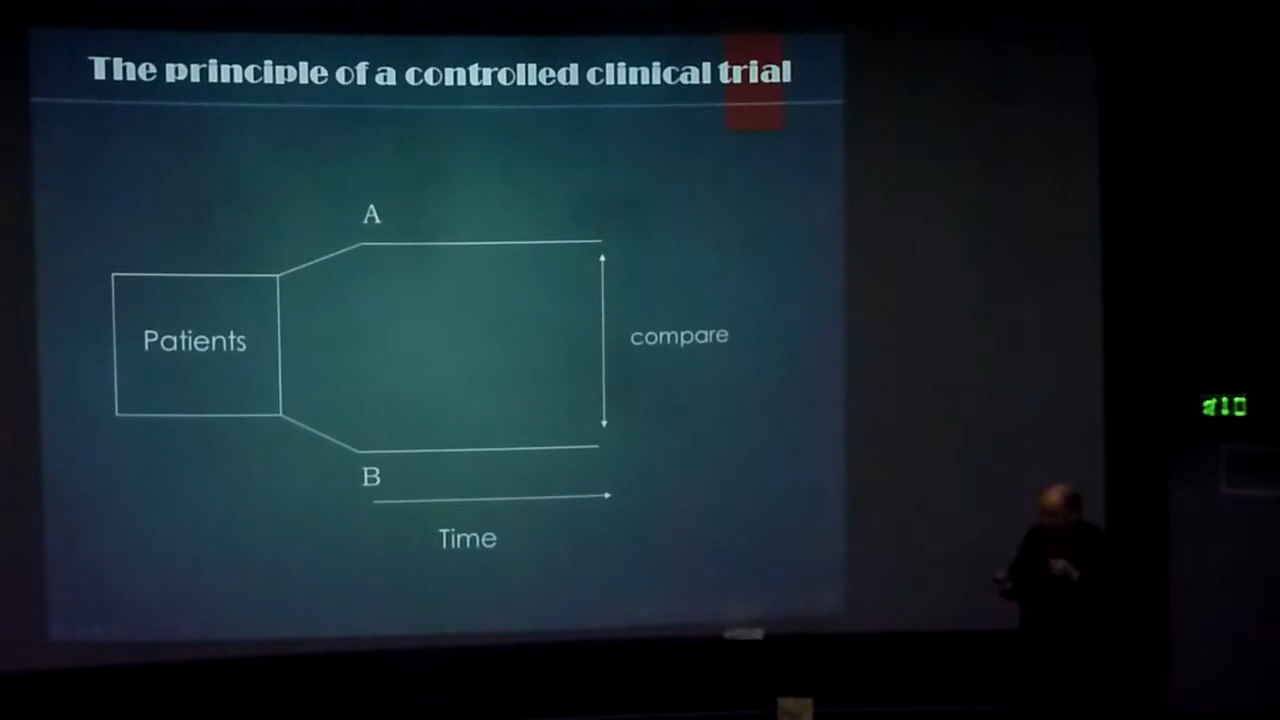 The principle of a controlled clinical trial
A
Patients
compare
B
Time